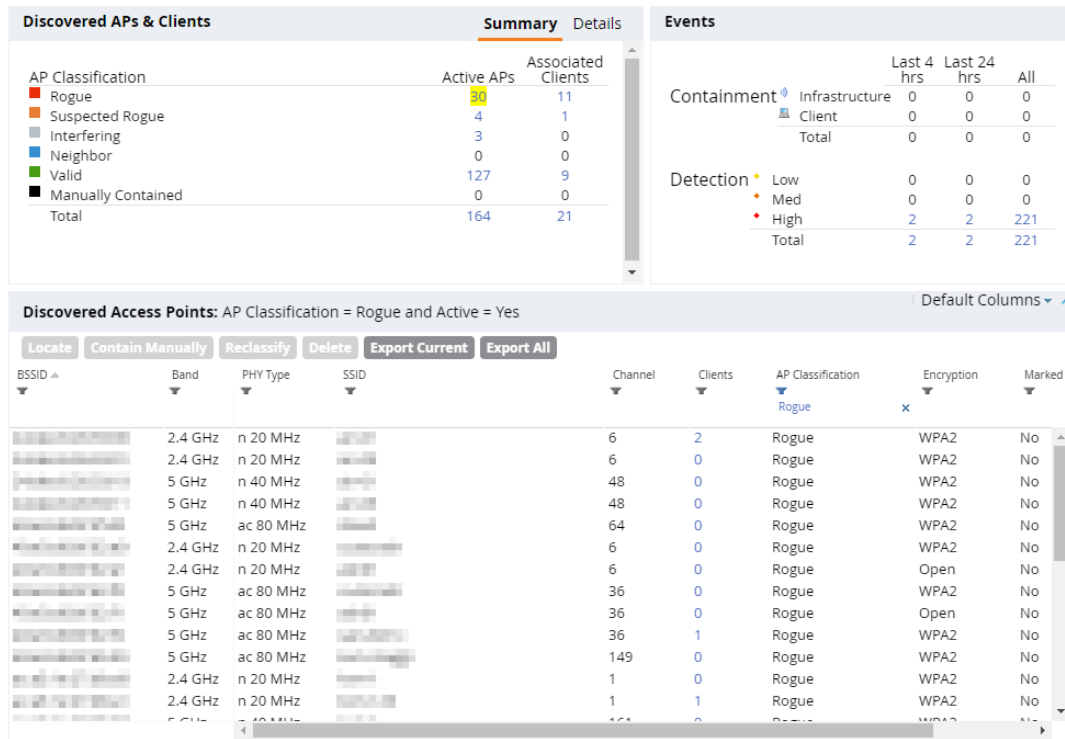 Discovered APs & Clients Summary Details
AP Classification Active APs Associated Clients
Rogue 30 11
Suspected Rogue 4 1
Interfering 3 0
Neighbor 0 0
Valid 127 9
Manually Contained 0 0
Total 164 21
Events
Last 4 hrs Last 24 hrs All
Containment Infrastructure 0 0 0
Client 0 0 0
Total 0 0 0
Detection Low 0 0 0
Med 0 0 0
High 2 2 221
Total 2 2 221
Discovered Access Points: AP Classification = Rogue and Active = Yes Default Columns
Locate Contain Manually Reclassify Delete Export Current Export All
BSSID Band PHY Type SSID Channel Clients AP Classification Encryption Marked
Rogue x
2.4 GHz n 20 MHz 6 2 Rogue WPA2 No
2.4 GHz n 20 MHz 6 0 Rogue WPA2 No
5 GHz n 40 MHz 48 0 Rogue WPA2 No
5 GHz n 40 MHz 48 0 Rogue WPA2 No
5 GHz ac 80 MHz 64 0 Rogue WPA2 No
2.4 GHz n 20 MHz 6 0 Rogue WPA2 No
2.4 GHz n 20 MHz 6 0 Rogue Open No
5 GHz ac 80 MHz 36 0 Rogue WPA2 No
5 GHz ac 80 MHz 36 0 Rogue Open No
5 GHz ac 80 MHz 36 1 Rogue WPA2 No
5 GHz ac 80 MHz 149 0 Rogue WPA2 No
2.4 GHz n 20 MHz 1 0 Rogue WPA2 No
2.4 GHz n 20 MHz 1 1 Rogue WPA2 No